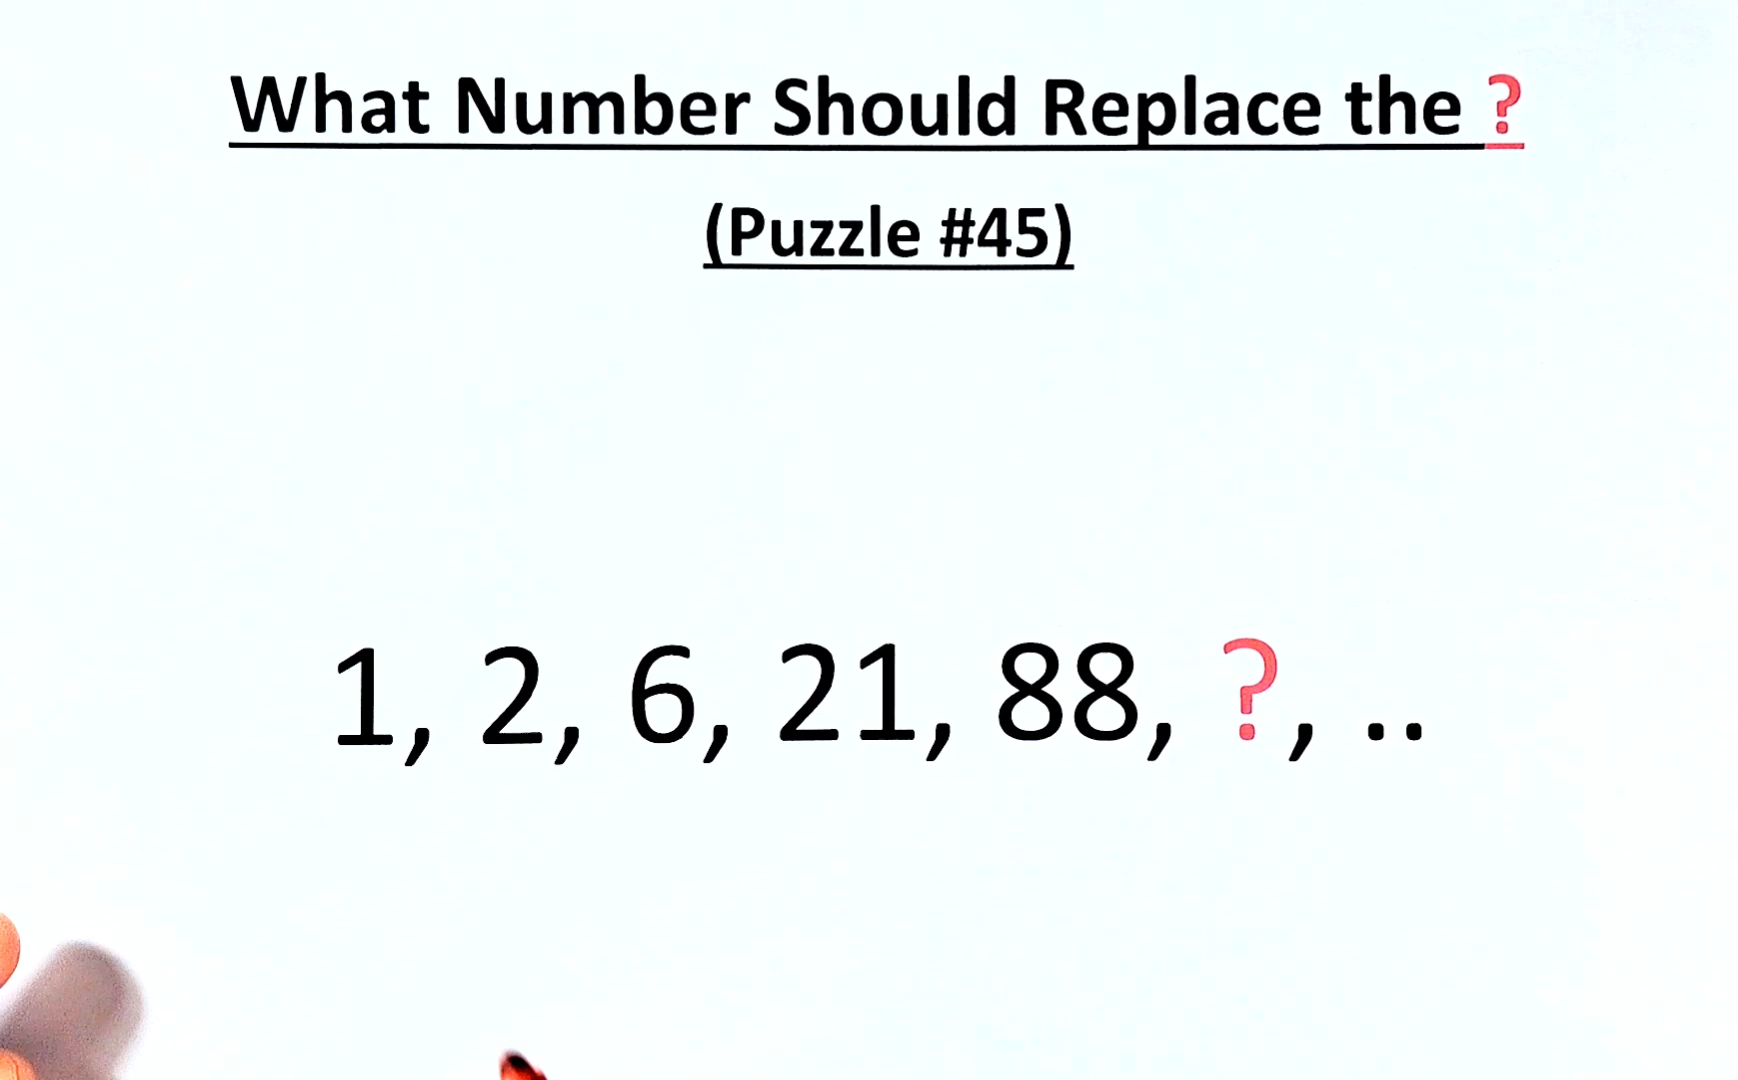 What Number Should Replace the ?
(Puzzle #45)
1, 2, 6, 21, 88, ?, ..